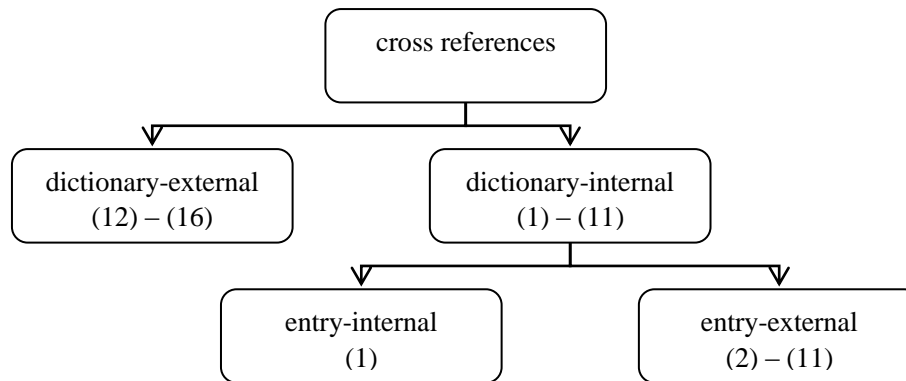 cross references
dictionary-external
(12) – (16)
dictionary-internal
(1) – (11)
entry-internal
(1)
entry-external
(2) – (11)